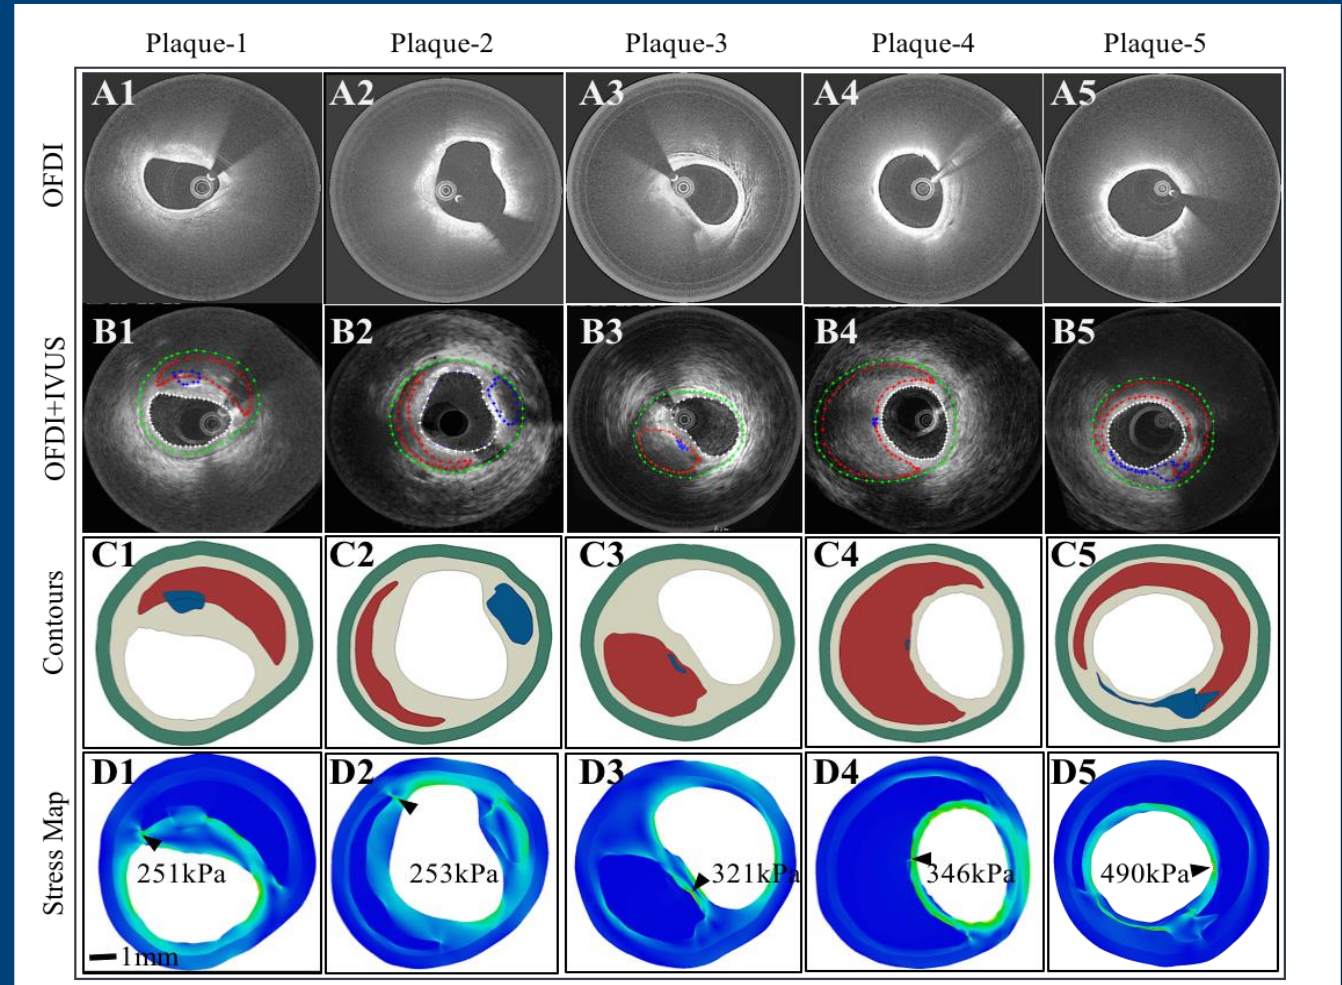 Plaque-1 Plaque-2 Plaque-3 Plaque-4 Plaque-5
OFDI
A1 A2 A3 A4 A5
OFDI+IVUS
B1 B2 B3 B4 B5
Contours
C1 C2 C3 C4 C5
Stress Map
D1 D2 D3 D4 D5
251kPa 253kPa 321kPa 346kPa 490kPa
1mm